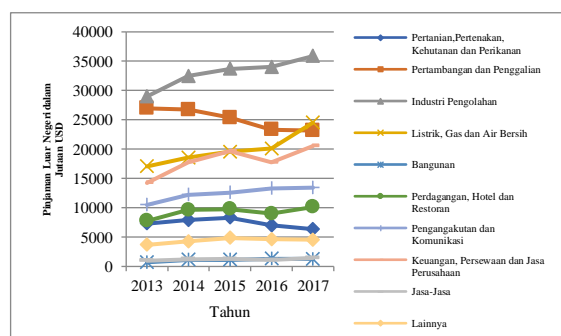 Pinjaman Luar Negeri dalam
Jutaan USD
40000
35000
30000
25000
20000
15000
10000
5000
0
2013 2014 2015 2016 2017
Tahun
Pertanian,Pertenakan,
Kehutanan dan Perikanan
Pertambangan dan Penggalian
Industri Pengolahan
Listrik, Gas dan Air Bersih
Bangunan
Perdagangan, Hotel dan
Restoran
Pengangakutan dan
Komunikasi
Keuangan, Persewaan dan Jasa
Perusahaan
Jasa-Jasa
Lainnya